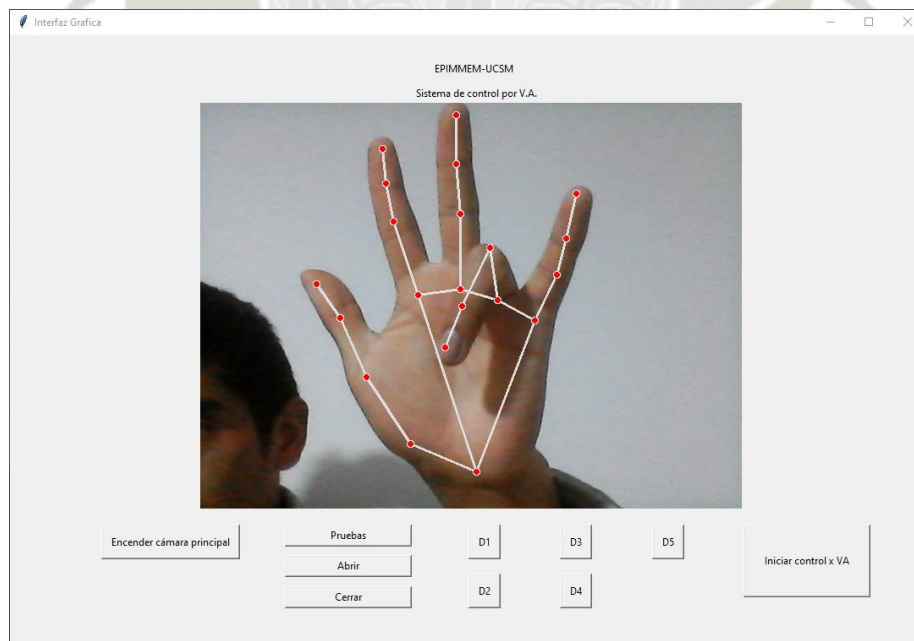 Interfaz Grafica
EPIMMEM-UCSM
Sistema de control por V.A.
Encender cámara principal
Pruebas
Abrir
Cerrar
D1
D3
D5
D2
D4
Iniciar control x VA